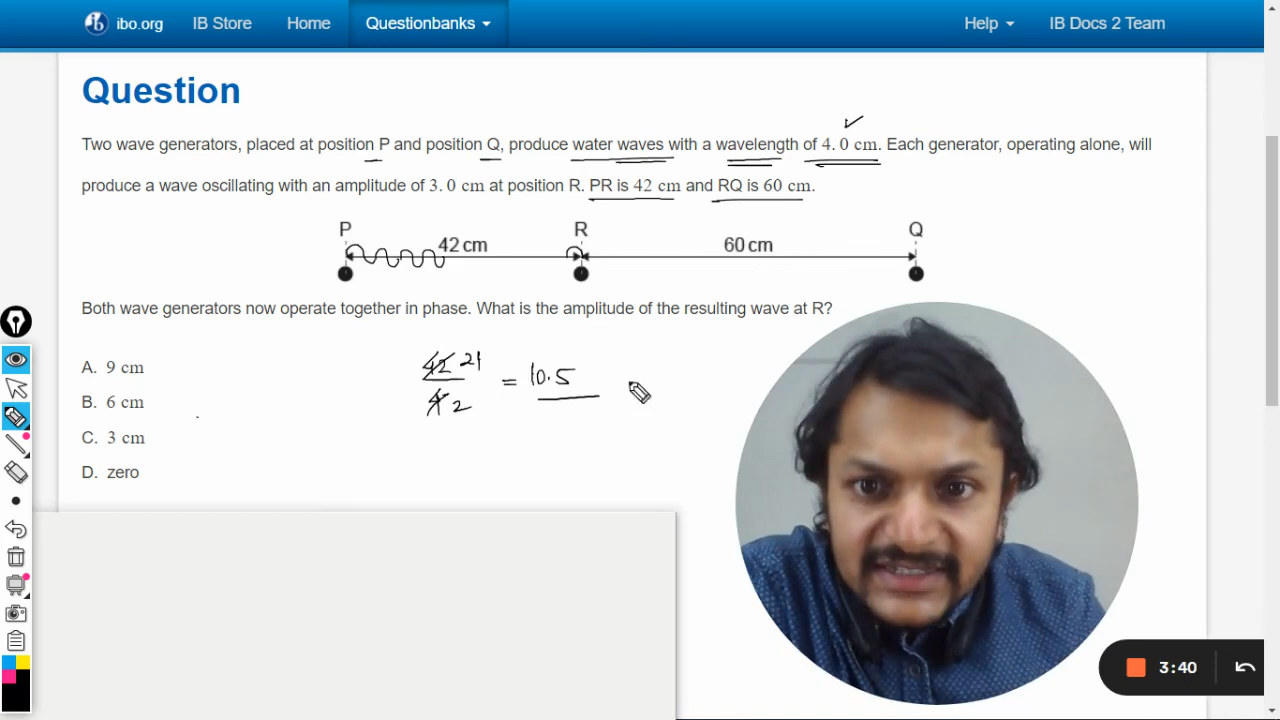 ibo.org IB Store Home Questionbanks Help IB Docs 2 Team
Question
Two wave generators, placed at position P and position Q, produce water waves with a wavelength of 4. 0 cm. Each generator, operating alone, will
produce a wave oscillating with an amplitude of 3. 0 cm at position R. PR is 42 cm and RQ is 60 cm.
P R Q
42 cm 60 cm
Both wave generators now operate together in phase. What is the amplitude of the resulting wave at R?
A. 9 cm
B. 6 cm
C. 3 cm
D. zero
42 21
= 10.5
4 2
3:40